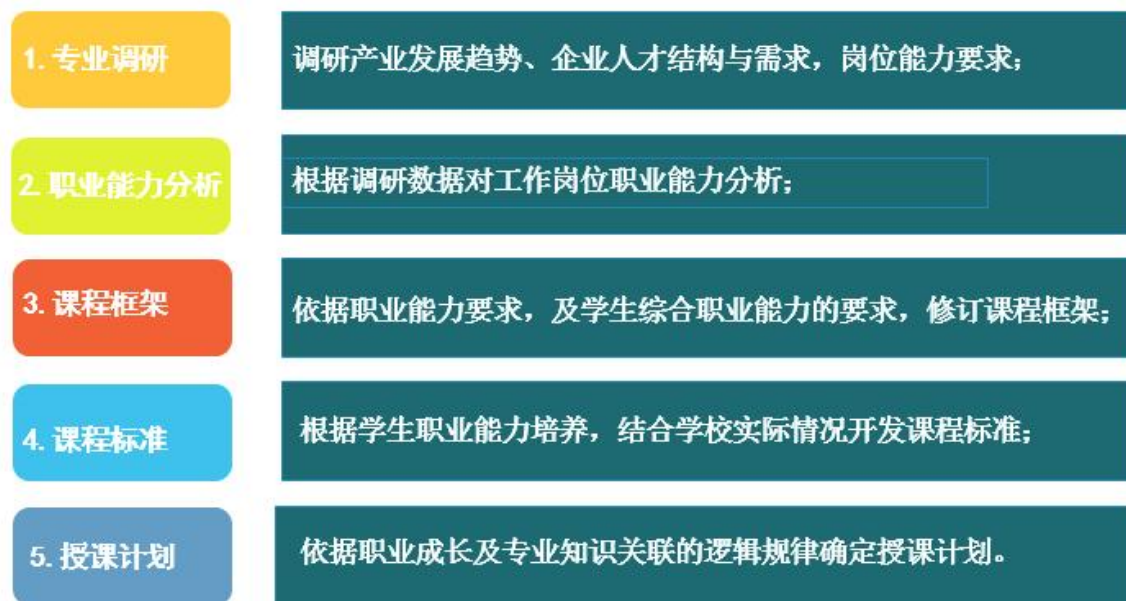 1. 专业调研
调研产业发展趋势、企业人才结构与需求，岗位能力要求；
2. 职业能力分析
根据调研数据对工作岗位职业能力分析；
3. 课程框架
依据职业能力要求，及学生综合职业能力的要求，修订课程框架；
4. 课程标准
根据学生职业能力培养，结合学校实际情况开发课程标准；
5. 授课计划
依据职业成长及专业知识关联的逻辑规律确定授课计划。